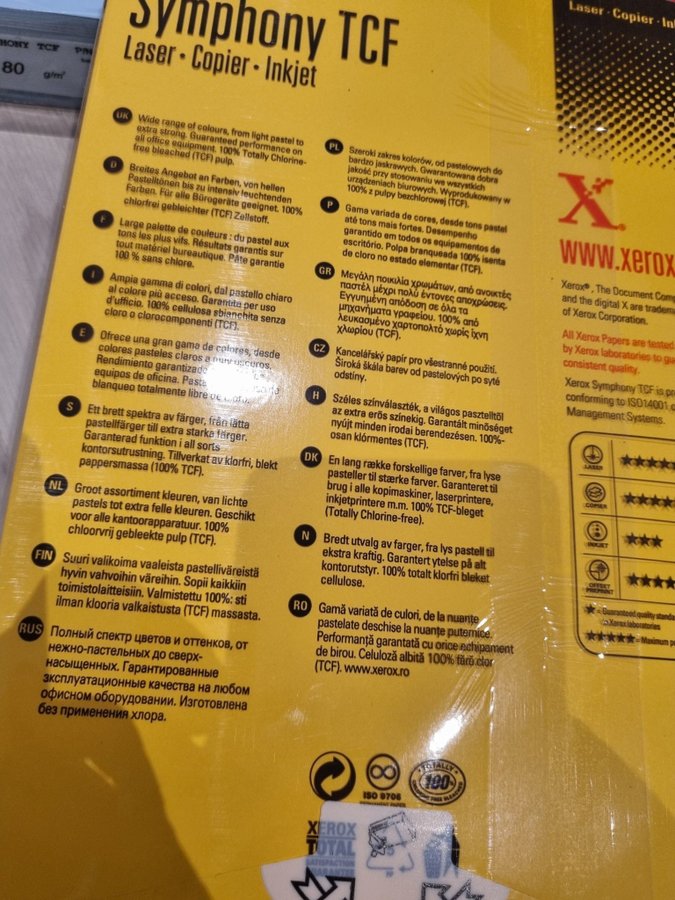 HONY TCF
80 g/m²
Symphony TCF
Laser · Copier · Inkjet
UK Wide range of colours, from light pastel to
extra strong. Guaranteed performance on
all office equipment. 100% Totally Chlorine-
free bleached (TCF) pulp.
D Breites Angebot an Farben, von hellen
Pastelltönen bis zu intensiv leuchtenden
Farben. Für alle Bürogeräte geeignet. 100%
chlorfrei gebleichter (TCF) Zellstoff.
F Large palette de couleurs : du pastel aux
tons les plus vifs. Résultats garantis sur
tout matériel bureautique. Pâte garantie
100 % sans chlore.
I Ampia gamma di colori, dal pastello chiaro
al colore più acceso. Garantita per uso
d'ufficio. 100% cellulosa sbianchita senza
cloro o clorocomponenti (TCF).
E Ofrece una gran gama de colores, desde
colores pasteles claros a muy oscuros.
Rendimiento garantizado
equipos de oficina. Pasta de
blanqueo totalmente libre de cloro.
S Ett brett spektra av färger, från lätta
pastellfärger till extra starka färger.
Garanterad funktion i all sorts
kontorsutrustning. Tillverkat av klorfri, blekt
pappersmassa (100% TCF).
NL Groot assortiment kleuren, van lichte
pastels tot extra felle kleuren. Geschikt
voor alle kantoorapparatuur. 100%
chloorvrij gebleekte pulp (TCF).
FIN Suuri valikoima vaaleista pastelliväreistä
hyvin vahvoihin väreihin. Sopii kaikkiin
toimistolaitteisiin. Valmistettu 100%: sti
ilman klooria valkaistusta (TCF) massasta.
RUS Полный спектр цветов и оттенков, от
нежно-пастельных до сверх-
насыщенных. Гарантированные
эксплуатационные качества на любом
офисном оборудовании. Изготовлена
без применения хлора.
PL Szeroki zakres kolorów, od pastelowych do
bardzo jaskrawych. Gwarantowana dobra
jakość przy stosowaniu we wszystkich
urządzeniach biurowych. Wyprodukowany w
100% z pulpy bezchlorowej (TCF).
P Gama variada de cores, desde tons pastel
até tons mais fortes. Desempenho
garantido em todos os equipamentos de
escritório. Polpa branqueada 100% isenta
de cloro no estado elementar (TCF).
GR Μεγάλη ποικιλία χρωμάτων, από ανοικτές
παστέλ μέχρι πολύ έντονες αποχρώσεις.
Εγγυημένη απόδοση σε όλα τα
μηχανήματα γραφείου. 100% από
λευκασμένο χαρτοπολτό χωρίς ίχνη
χλωρίου (TCF).
CZ Kancelářský papír pro všestranné použití.
Široká škála barev od pastelových po syté
odstíny.
H Széles színválaszték, a világos pasztelltől
az extra erős színekig. Garantált minőséget
nyújt minden irodai berendezésen. 100%-
osan klórmentes (TCF).
DK En lang række forskellige farver, fra lyse
pasteller til stærke farver. Garanteret til
brug i alle kopimaskiner, laserprintere,
inkjetprintere m.m. 100% TCF-bleget
(Totally Chlorine-free).
N Bredt utvalg av farger, fra lys pastell til
ekstra kraftig. Garantert ytelse på alt
kontorutstyr. 100% totalt klorfri bleket
cellulose.
RO Gamă variată de culori, de la nuanțe
pastelate deschise la nuanțe puternice.
Performanță garantată cu orice echipament
de birou. Celuloză albită 100% fără clor
(TCF). www.xerox.ro
ISO 9706
TOTALLY
100%
XEROX
TOTAL
SATISFACTION
GUARANTEE
PP
Laser · Copier · In
X
www.xerox
Xerox®, The Document Comp
and the digital X are tradem
of Xerox Corporation.
All Xerox Papers are tested
by Xerox laboratories to gu
consistent quality.
Xerox Symphony TCF is pr
conforming to ISO14001
Management Systems.
LASER ★★★★★
COPIER ★★★★
INKJET ★★★
OFFSET
PREPRINT ★★★★
★ = Guaranteed quality standa
Xerox laboratories
★★★★★ = Maximum p